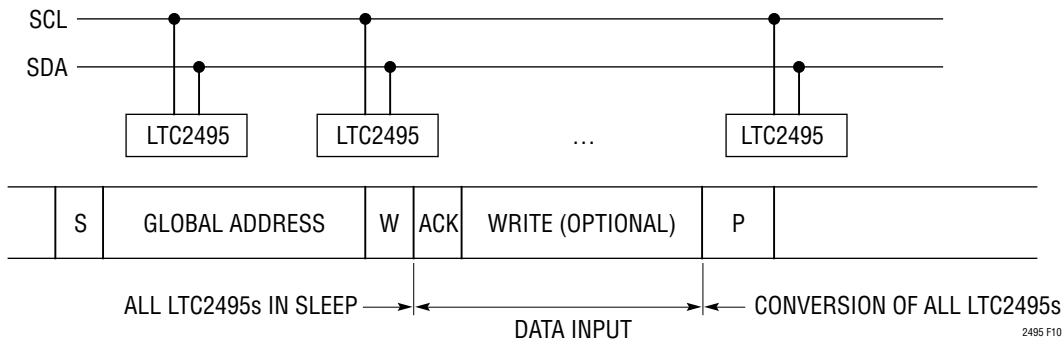 SCL
SDA
LTC2495 LTC2495 … LTC2495
S GLOBAL ADDRESS W ACK WRITE (OPTIONAL) P
ALL LTC2495s IN SLEEP DATA INPUT CONVERSION OF ALL LTC2495s
2495 F10